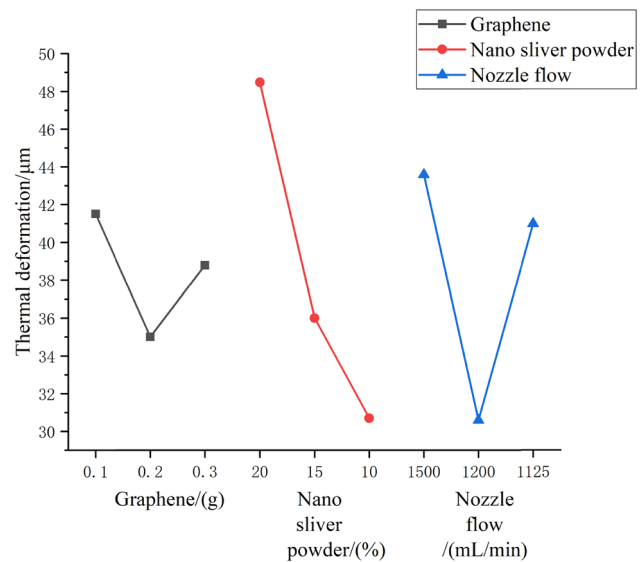 Graphene
Nano sliver powder
Nozzle flow
Thermal deformation/μm
50
48
46
44
42
40
38
36
34
32
30
0.1 0.2 0.3 20 15 10 1500 1200 1125
Graphene/(g) Nano Nozzle
sliver flow
powder/(%) /(mL/min)